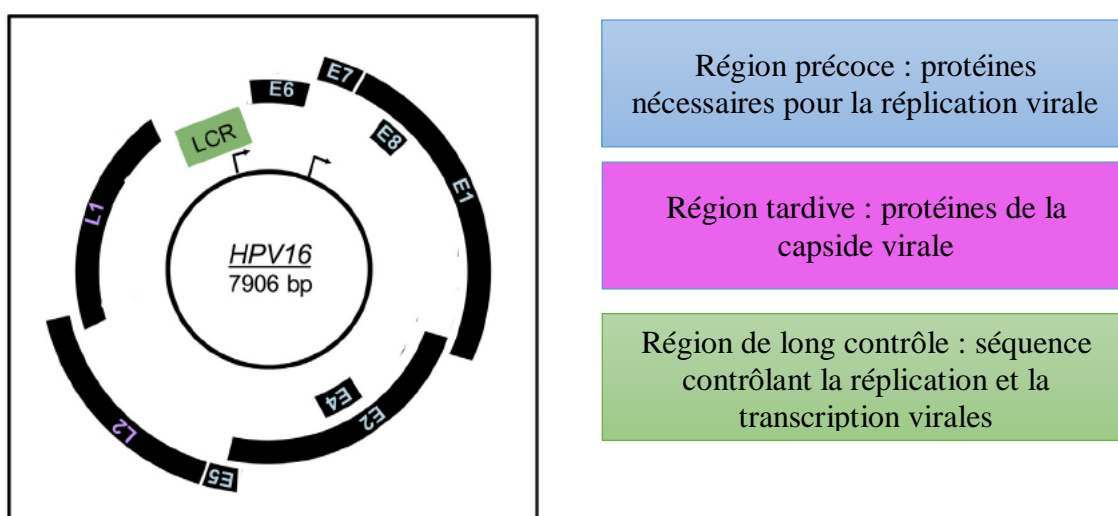 E6
E7
LCR
E8
E1
L1
HPV16
7906 bp
E4
E2
L2
E5
Région précoce : protéines
nécessaires pour la réplication virale
Région tardive : protéines de la
capside virale
Région de long contrôle : séquence
contrôlant la réplication et la
transcription virales